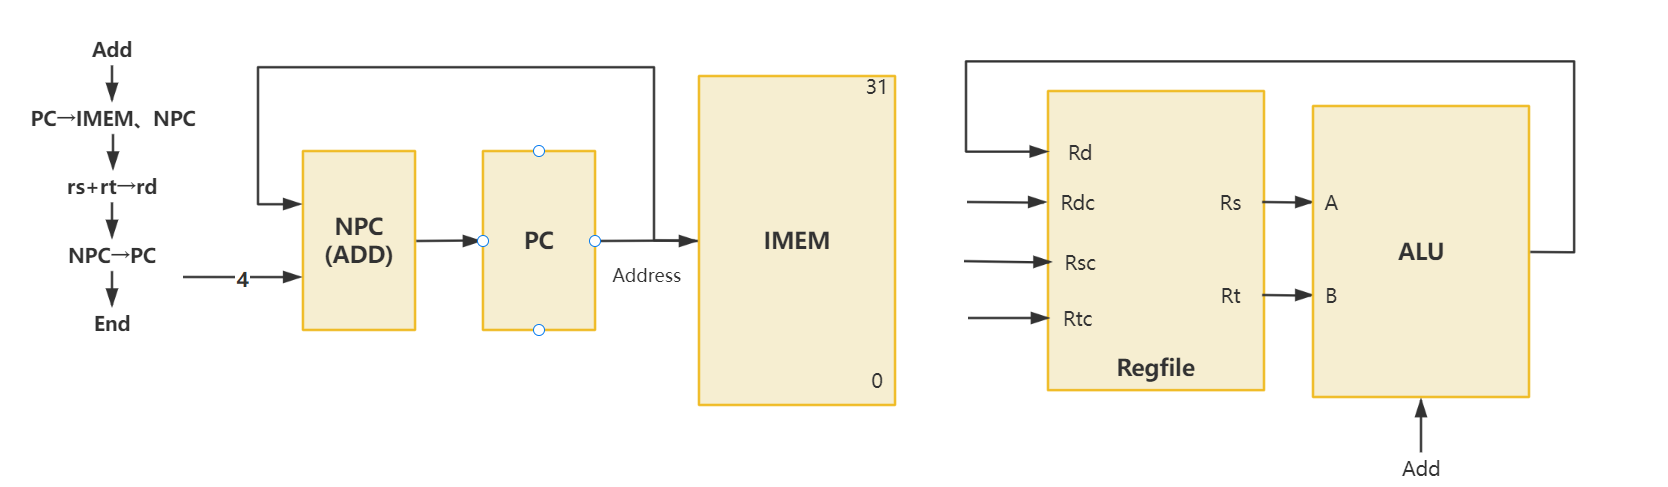 Add
PC→IMEM、NPC
rs+rt→rd
NPC→PC
End
4
NPC
(ADD)
PC
Address
31
IMEM
0
Rd
Rdc
Rsc
Rtc
Rs
Rt
Regfile
A
B
ALU
Add